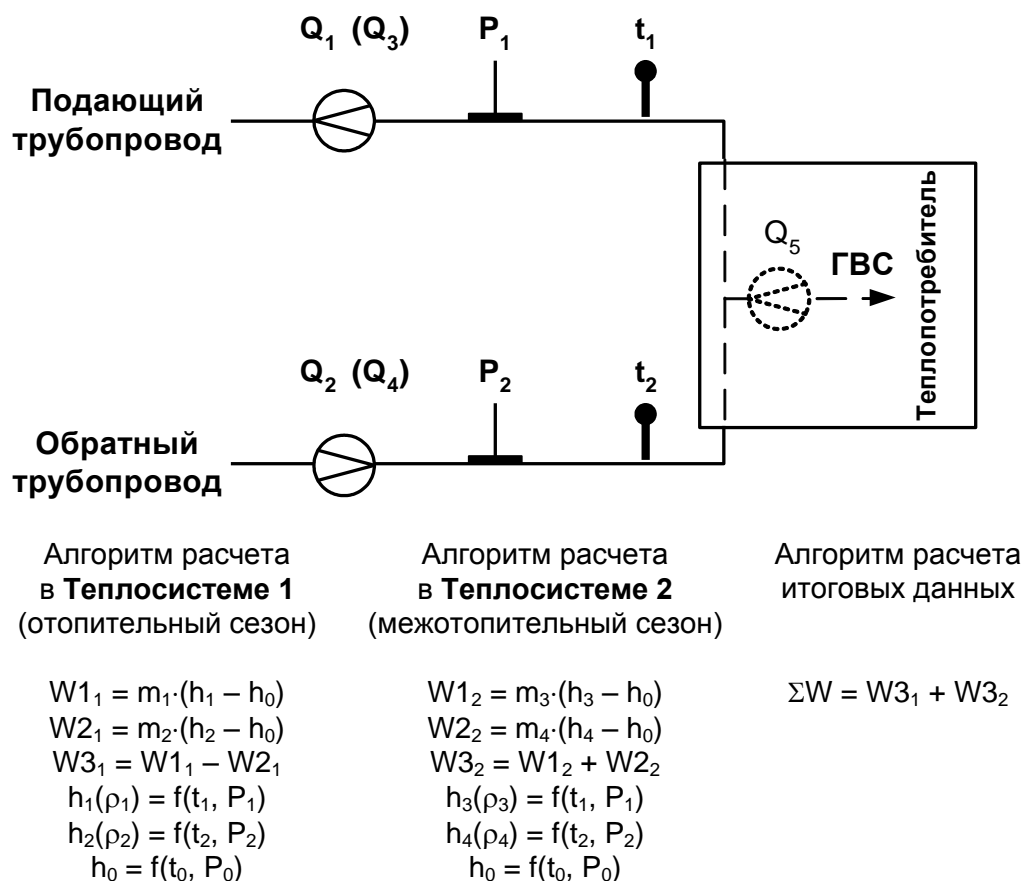 Q₁ (Q₃)
P₁
t₁
Подающий
трубопровод
Теплопотребитель
Q₅
ГВС
Q₂ (Q₄)
P₂
t₂
Обратный
трубопровод
Алгоритм расчета
в Теплосистеме 1
(отопительный сезон)
W1₁ = m₁·(h₁ – h₀)
W2₁ = m₂·(h₂ – h₀)
W3₁ = W1₁ – W2₁
h₁(ρ₁) = f(t₁, P₁)
h₂(ρ₂) = f(t₂, P₂)
h₀ = f(t₀, P₀)
Алгоритм расчета
в Теплосистеме 2
(межотопительный сезон)
W1₂ = m₃·(h₃ – h₀)
W2₂ = m₄·(h₄ – h₀)
W3₂ = W1₂ + W2₂
h₃(ρ₃) = f(t₁, P₁)
h₄(ρ₄) = f(t₂, P₂)
h₀ = f(t₀, P₀)
Алгоритм расчета
итоговых данных
ΣW = W3₁ + W3₂